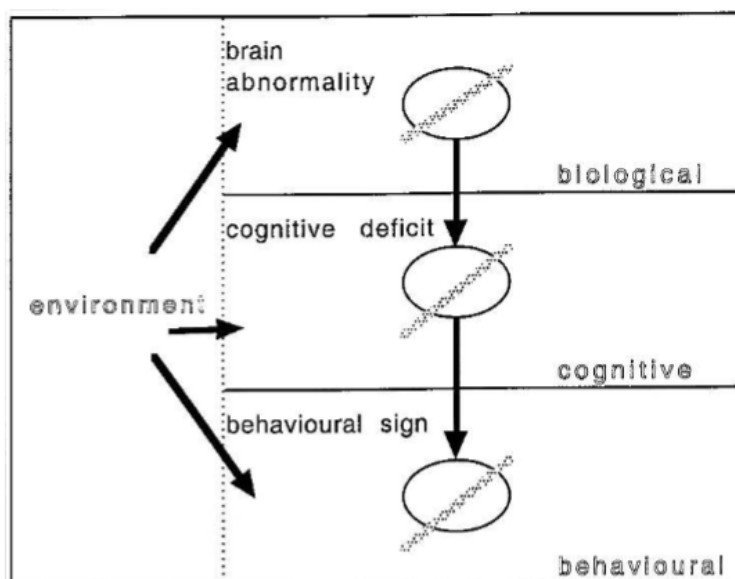 brain
abnormality
biological
cognitive deficit
environment
cognitive
behavioural sign
behavioural